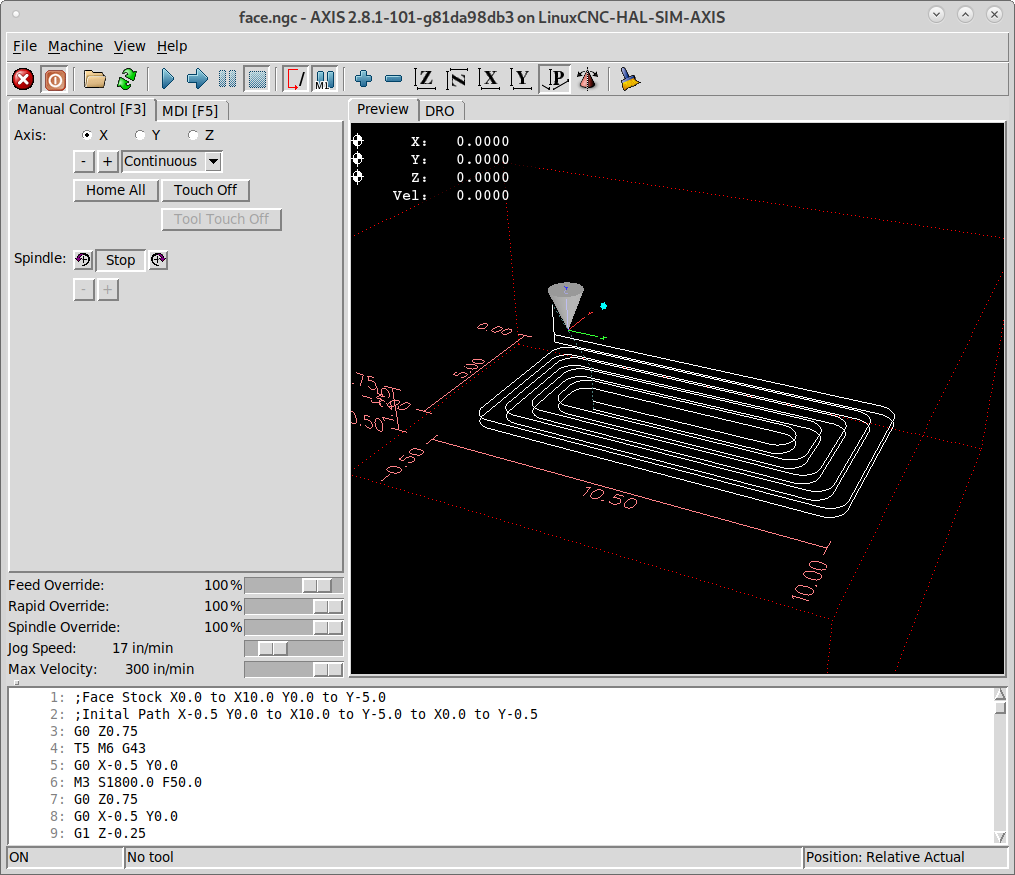 face.ngc - AXIS 2.8.1-101-g81da98db3 on LinuxCNC-HAL-SIM-AXIS
File Machine View Help
M1 Z N X Y P
Manual Control [F3] MDI [F5] Preview DRO
Axis: X Y Z
- + Continuous
Home All Touch Off
Tool Touch Off
Spindle: Stop
- +
X: 0.0000
Y: 0.0000
Z: 0.0000
Vel: 0.0000
0.00
5.00
0.50
-0.50
10.50
10.00
Feed Override: 100 %
Rapid Override: 100 %
Spindle Override: 100 %
Jog Speed: 17 in/min
Max Velocity: 300 in/min
1: ;Face Stock X0.0 to X10.0 Y0.0 to Y-5.0
2: ;Inital Path X-0.5 Y0.0 to X10.0 to Y-5.0 to X0.0 to Y-0.5
3: G0 Z0.75
4: T5 M6 G43
5: G0 X-0.5 Y0.0
6: M3 S1800.0 F50.0
7: G0 Z0.75
8: G0 X-0.5 Y0.0
9: G1 Z-0.25
ON No tool Position: Relative Actual